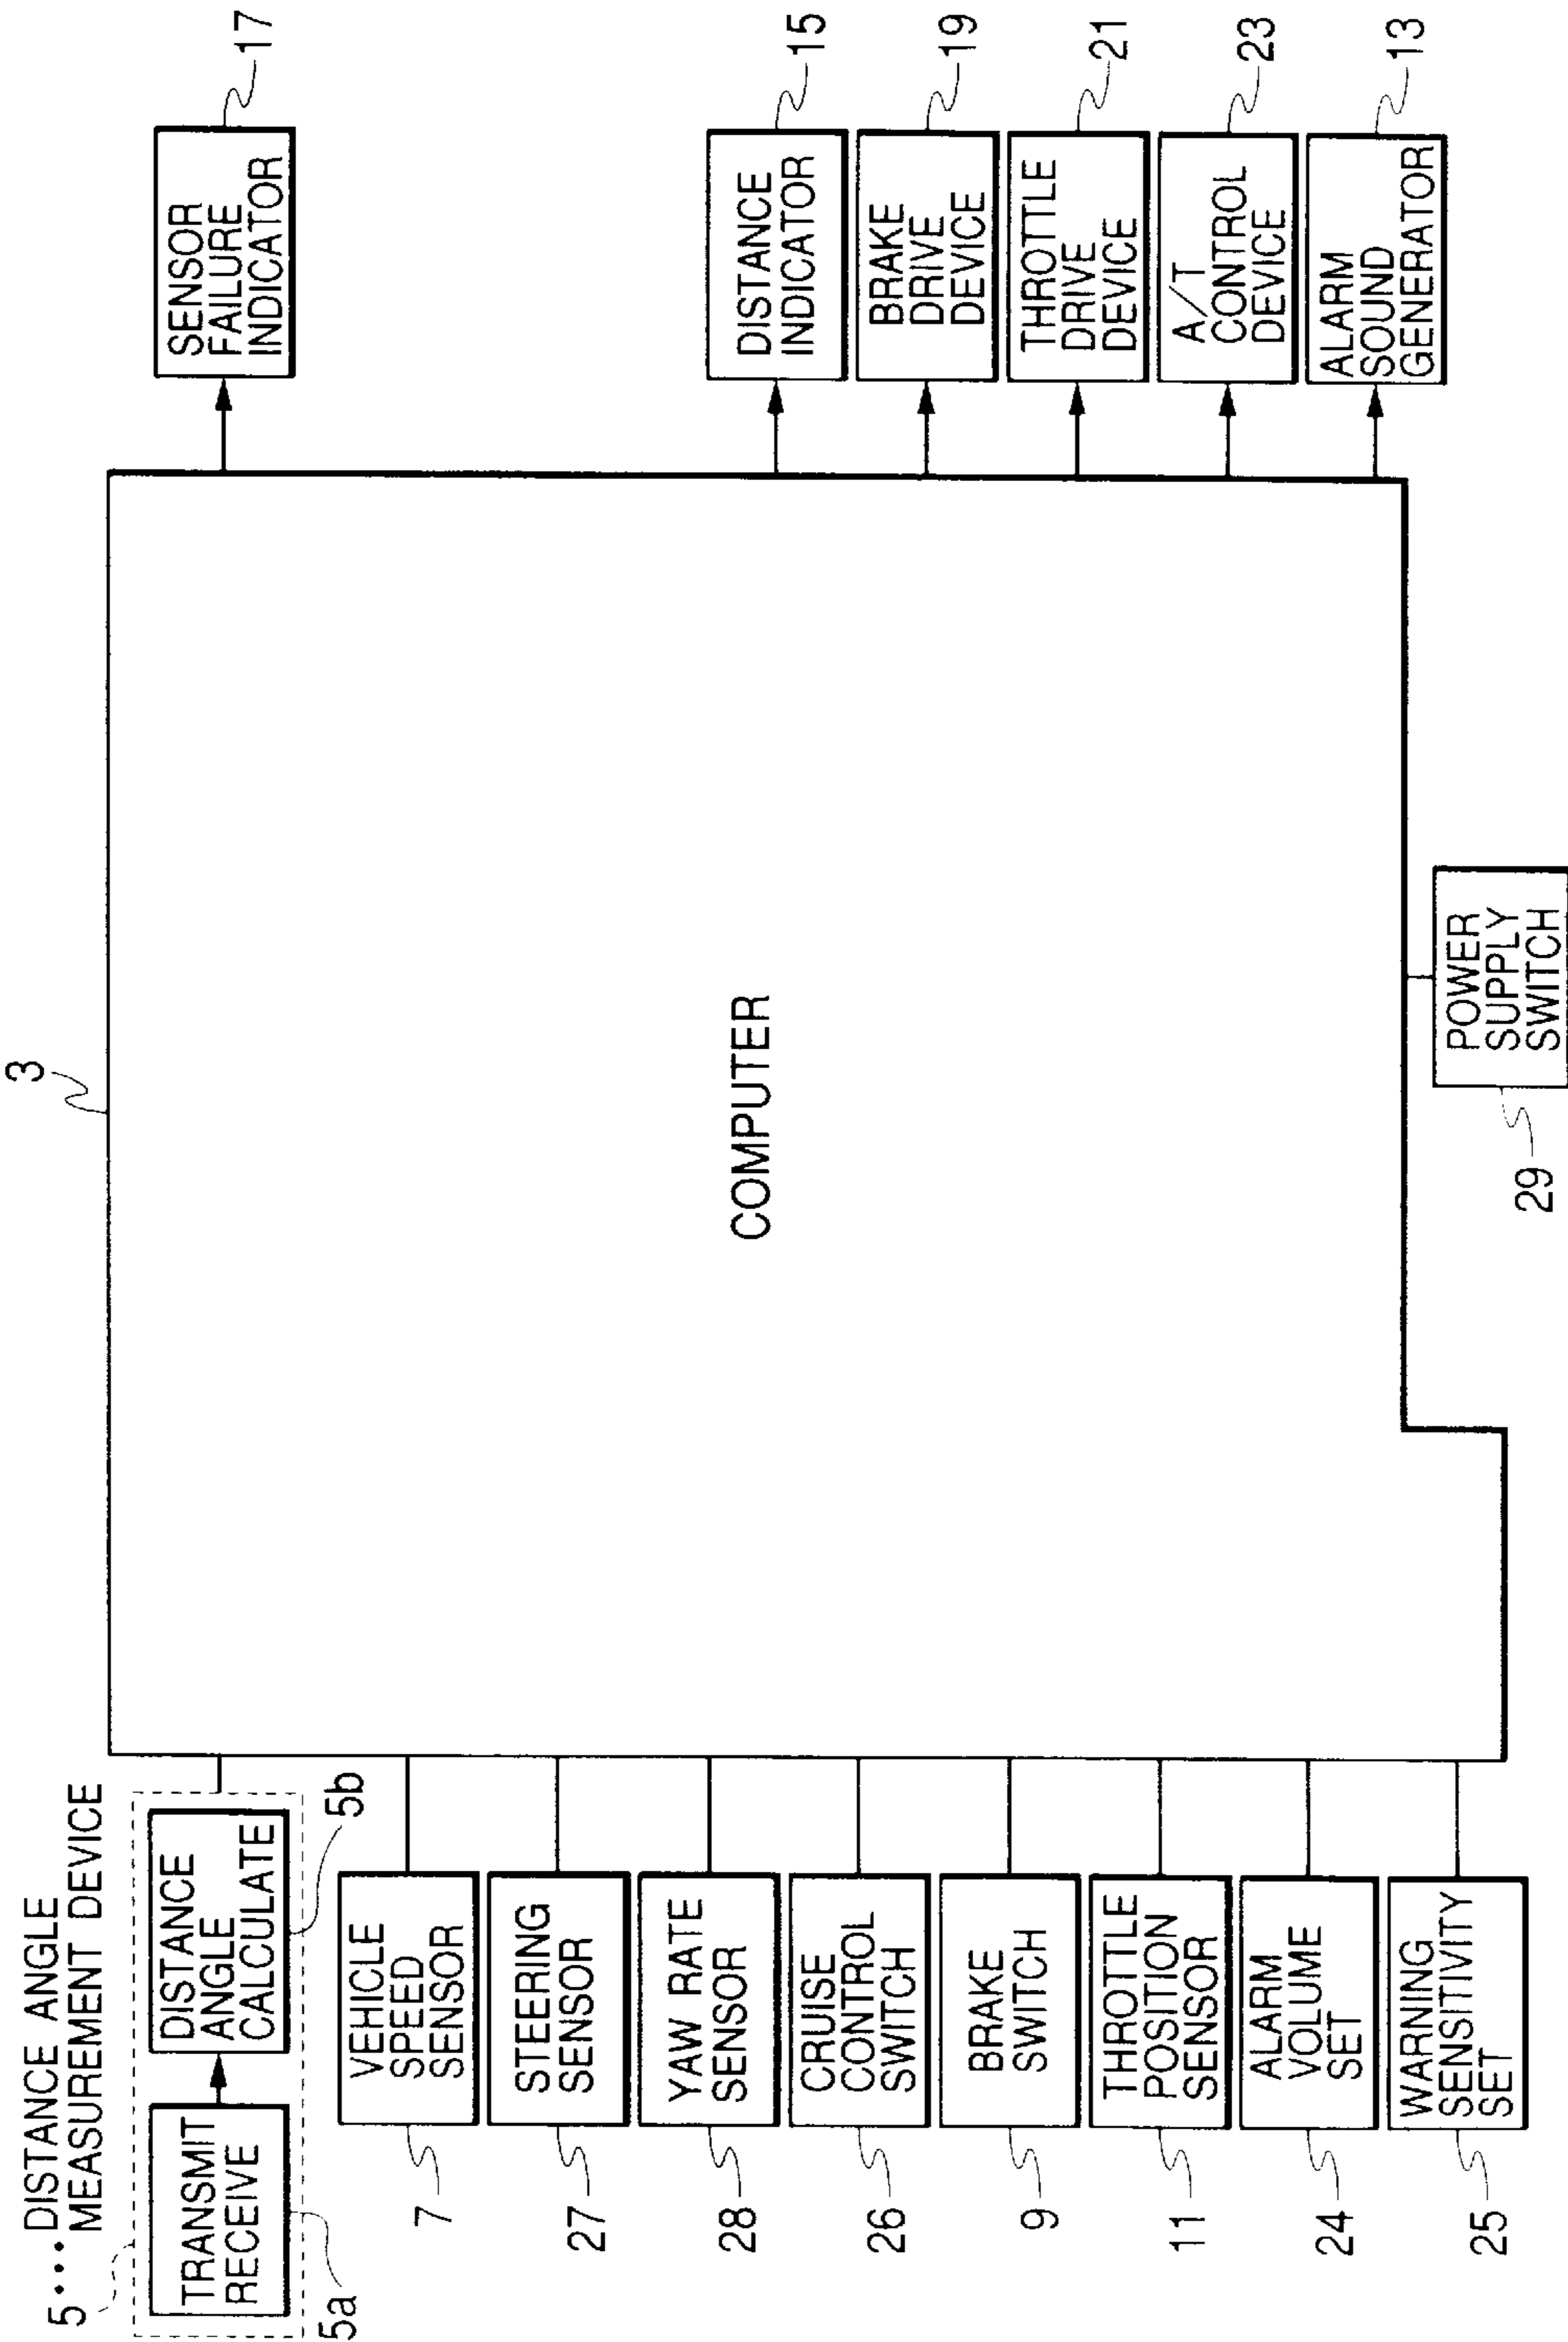 3
5 ••• DISTANCE ANGLE
MEASUREMENT DEVICE
TRANSMIT
RECEIVE
5a
DISTANCE
ANGLE
CALCULATE
5b
VEHICLE
SPEED
SENSOR
7
STEERING
SENSOR
27
YAW RATE
SENSOR
28
CRUISE
CONTROL
SWITCH
26
BRAKE
SWITCH
9
THROTTLE
POSITION
SENSOR
11
ALARM
VOLUME
SET
24
WARNING
SENSITIVITY
SET
25
COMPUTER
POWER
SUPPLY
SWITCH
29
SENSOR
FAILURE
INDICATOR
17
DISTANCE
INDICATOR
15
BRAKE
DRIVE
DEVICE
19
THROTTLE
DRIVE
DEVICE
21
A/T
CONTROL
DEVICE
23
ALARM
SOUND
GENERATOR
13